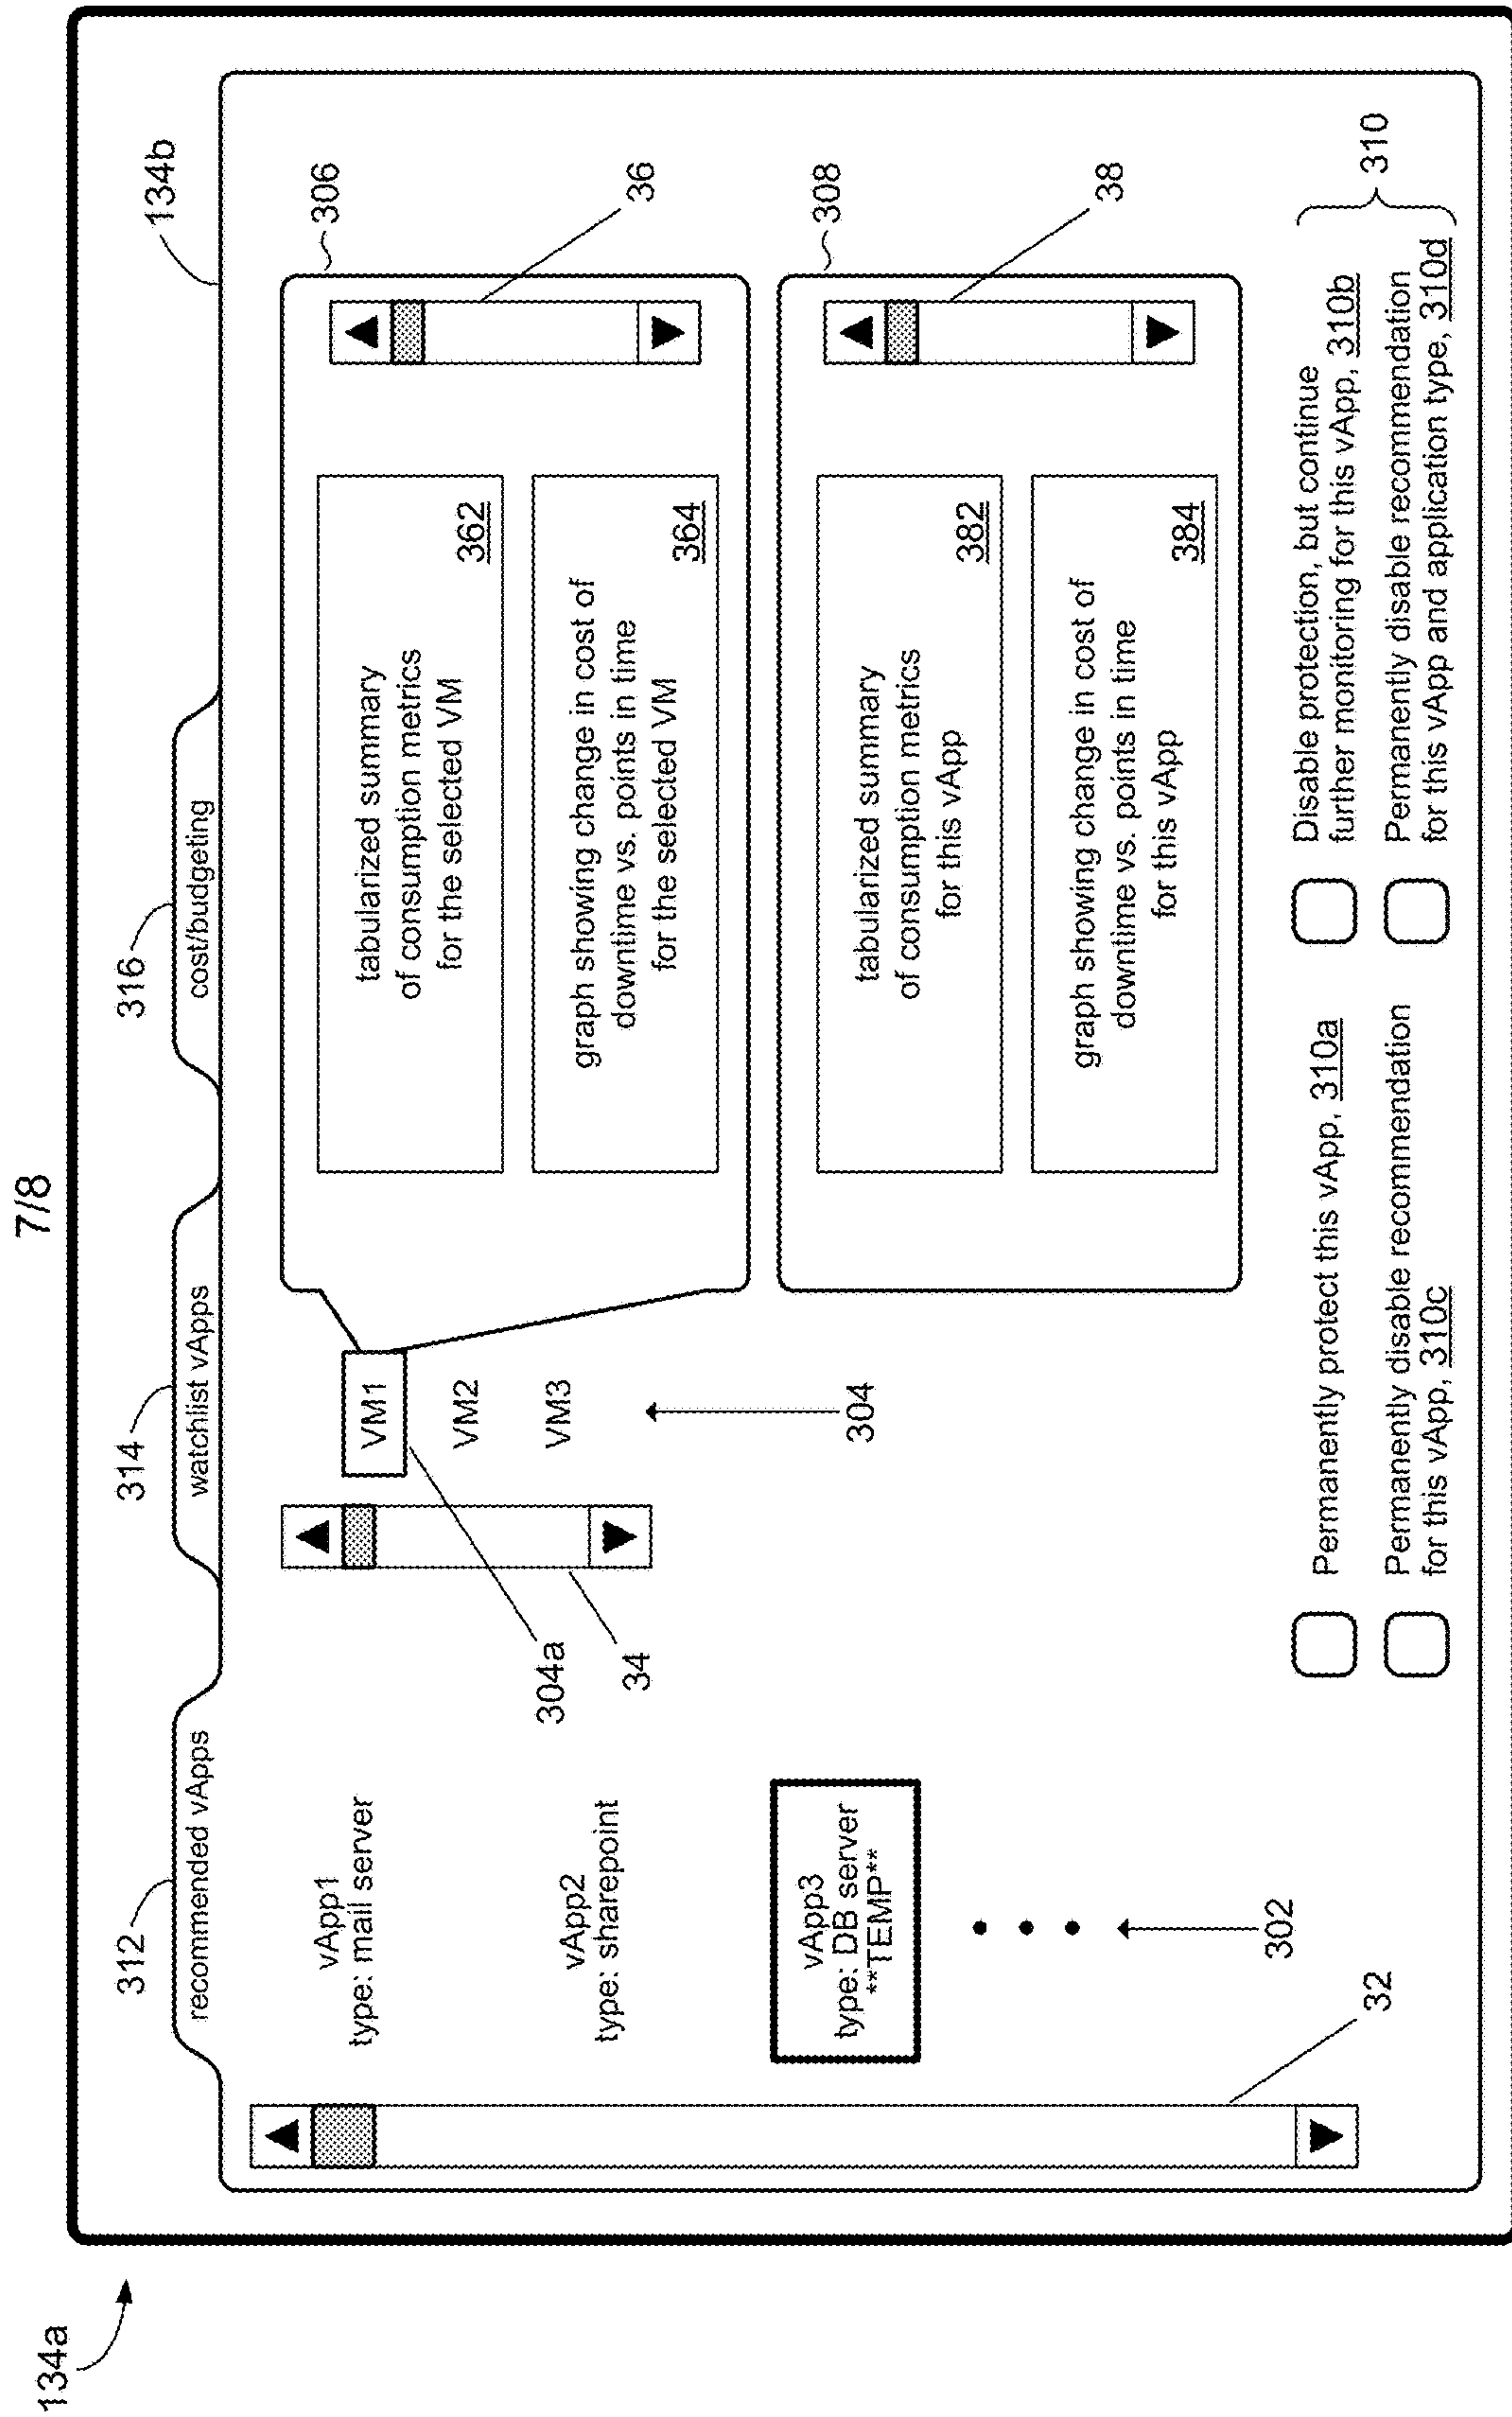 7/8
134a
134b
312
314
316
recommended vApps
watchlist vApps
cost/budgeting
vApp1
type: mail server
vApp2
type: sharepoint
vApp3
type: DB server
**TEMP**
302
32
304a
34
VM1
VM2
VM3
304
306
tabularized summary
of consumption metrics
for the selected VM
362
graph showing change in cost of
downtime vs. points in time
for the selected VM
364
36
308
tabularized summary
of consumption metrics
for this vApp
382
graph showing change in cost of
downtime vs. points in time
for this vApp
384
38
Permanently protect this vApp, 310a
Disable protection, but continue
further monitoring for this vApp, 310b
Permanently disable recommendation
for this vApp, 310c
Permanently disable recommendation
for this vApp and application type, 310d
310